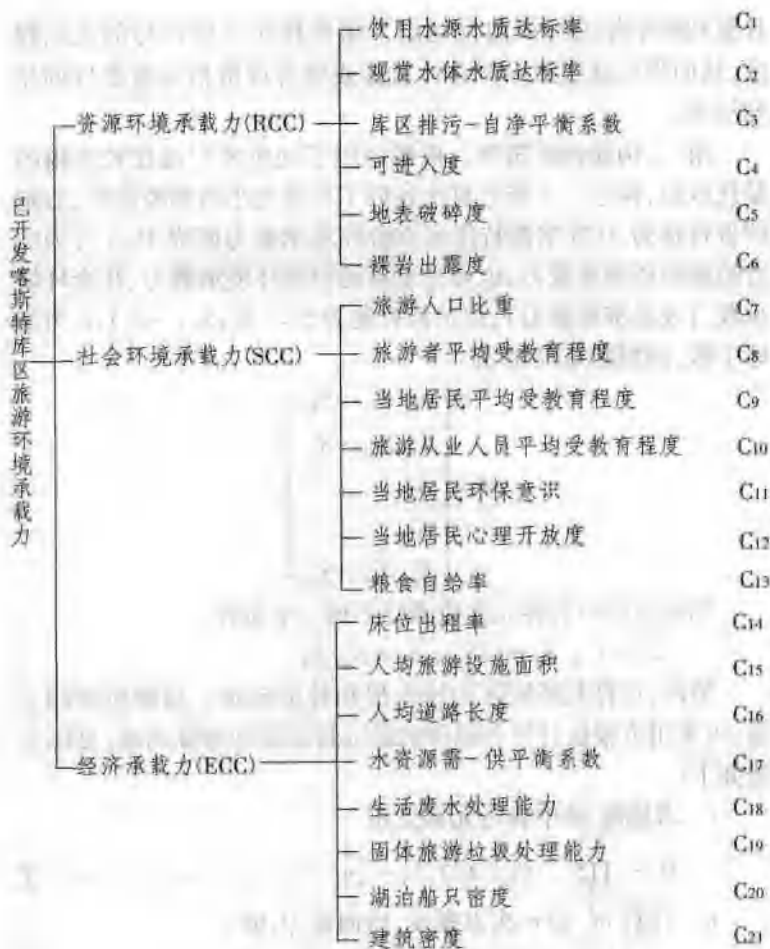 已开发喀斯特库区旅游环境承载力
资源环境承载力(RCC)
饮用水源水质达标率 C1
观赏水体水质达标率 C2
库区排污-自净平衡系数 C3
可进入度 C4
地表破碎度 C5
裸岩出露度 C6
社会环境承载力(SCC)
旅游人口比重 C7
旅游者平均受教育程度 C8
当地居民平均受教育程度 C9
旅游从业人员平均受教育程度 C10
当地居民环保意识 C11
当地居民心理开放度 C12
粮食自给率 C13
经济承载力(ECC)
床位出租率 C14
人均旅游设施面积 C15
人均道路长度 C16
水资源需-供平衡系数 C17
生活废水处理能力 C18
固体旅游垃圾处理能力 C19
湖泊船只密度 C20
建筑密度 C21